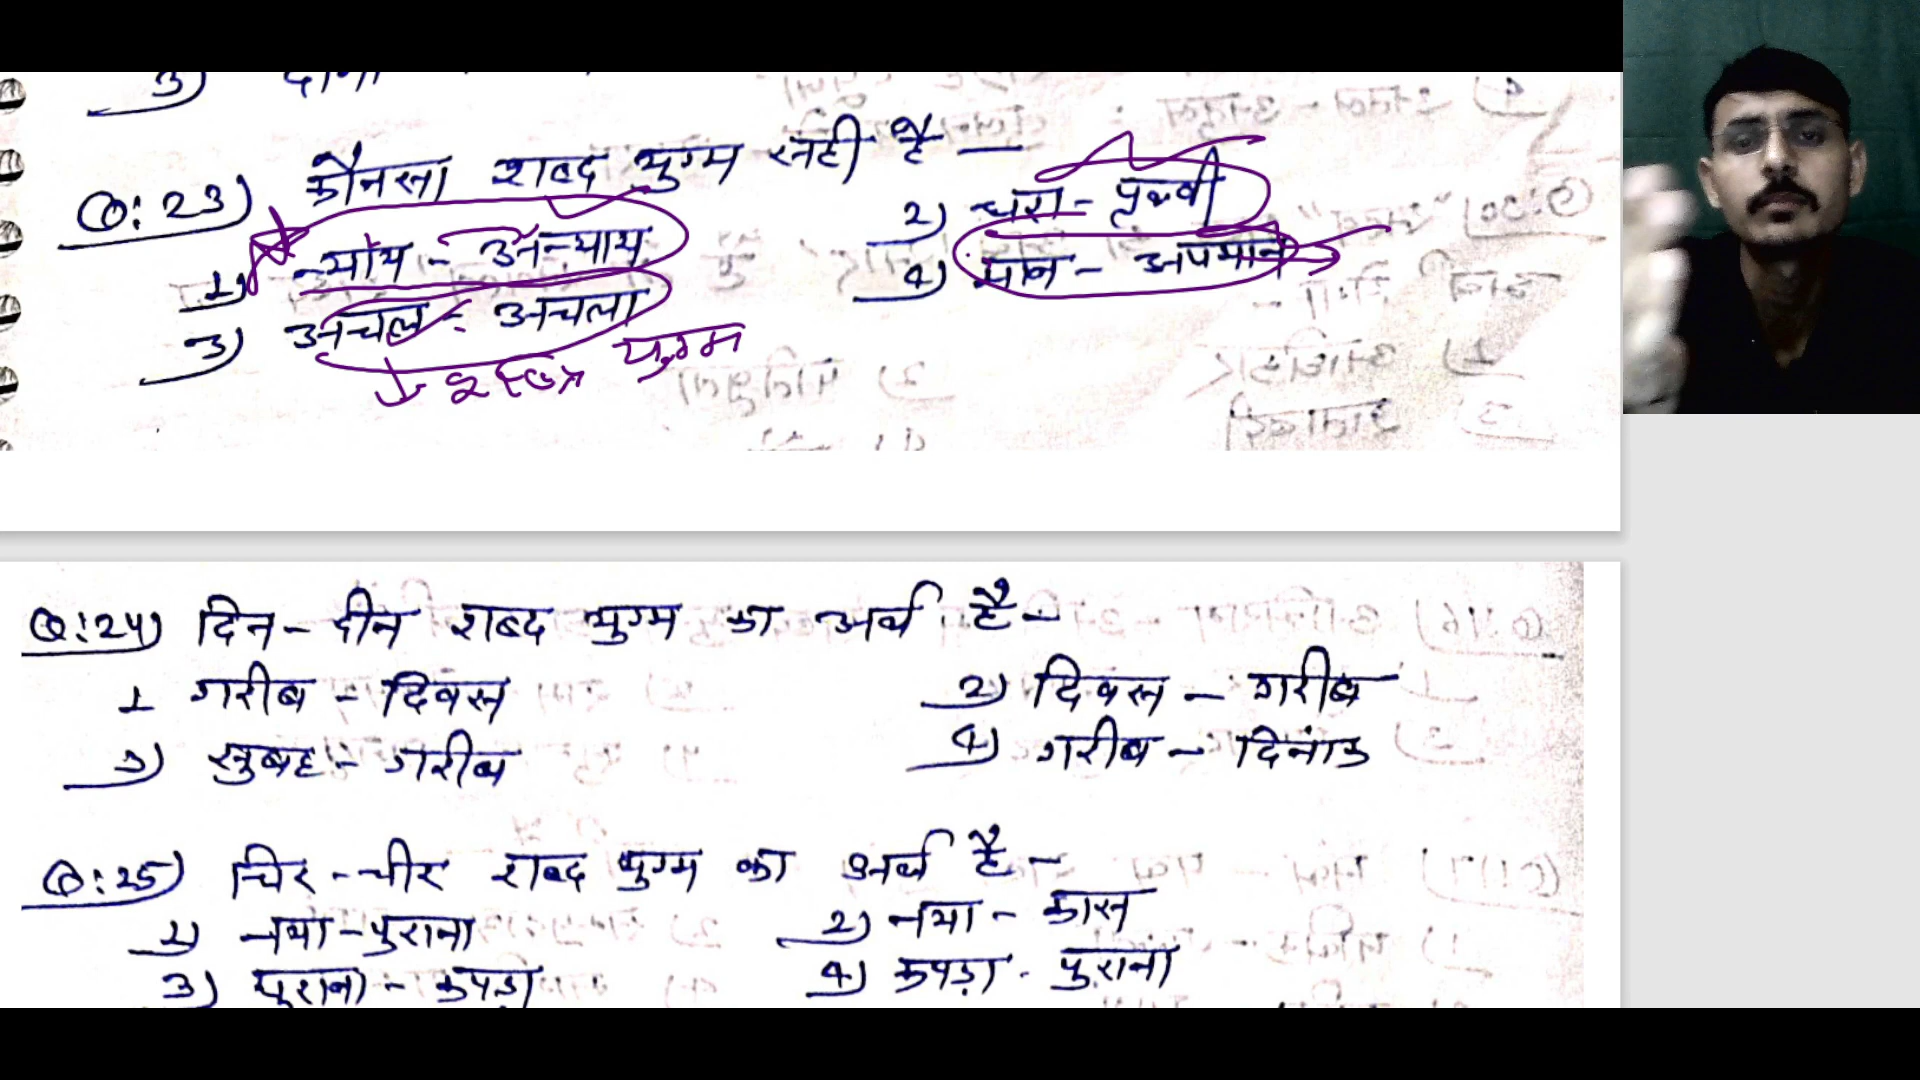 3)
Q:23) कौनसा शब्द युग्म सही है –
1) न्याय - अन्याय 2) धरा - पृथ्वी
3) अचल - अचला 4) मान - अपमान
युग्म
Q:24) दिन - दीन शब्द युग्म का अर्थ है -
1 गरीब - दिवस 2) दिवस - गरीब
3) सुबह - गरीब 4) गरीब - दिनांक
Q:25) चिर - चीर शब्द युग्म का अर्थ है -
1) नया - पुराना 2) नया -
3) पुराना - कपड़ा 4) कपड़ा - पुराना